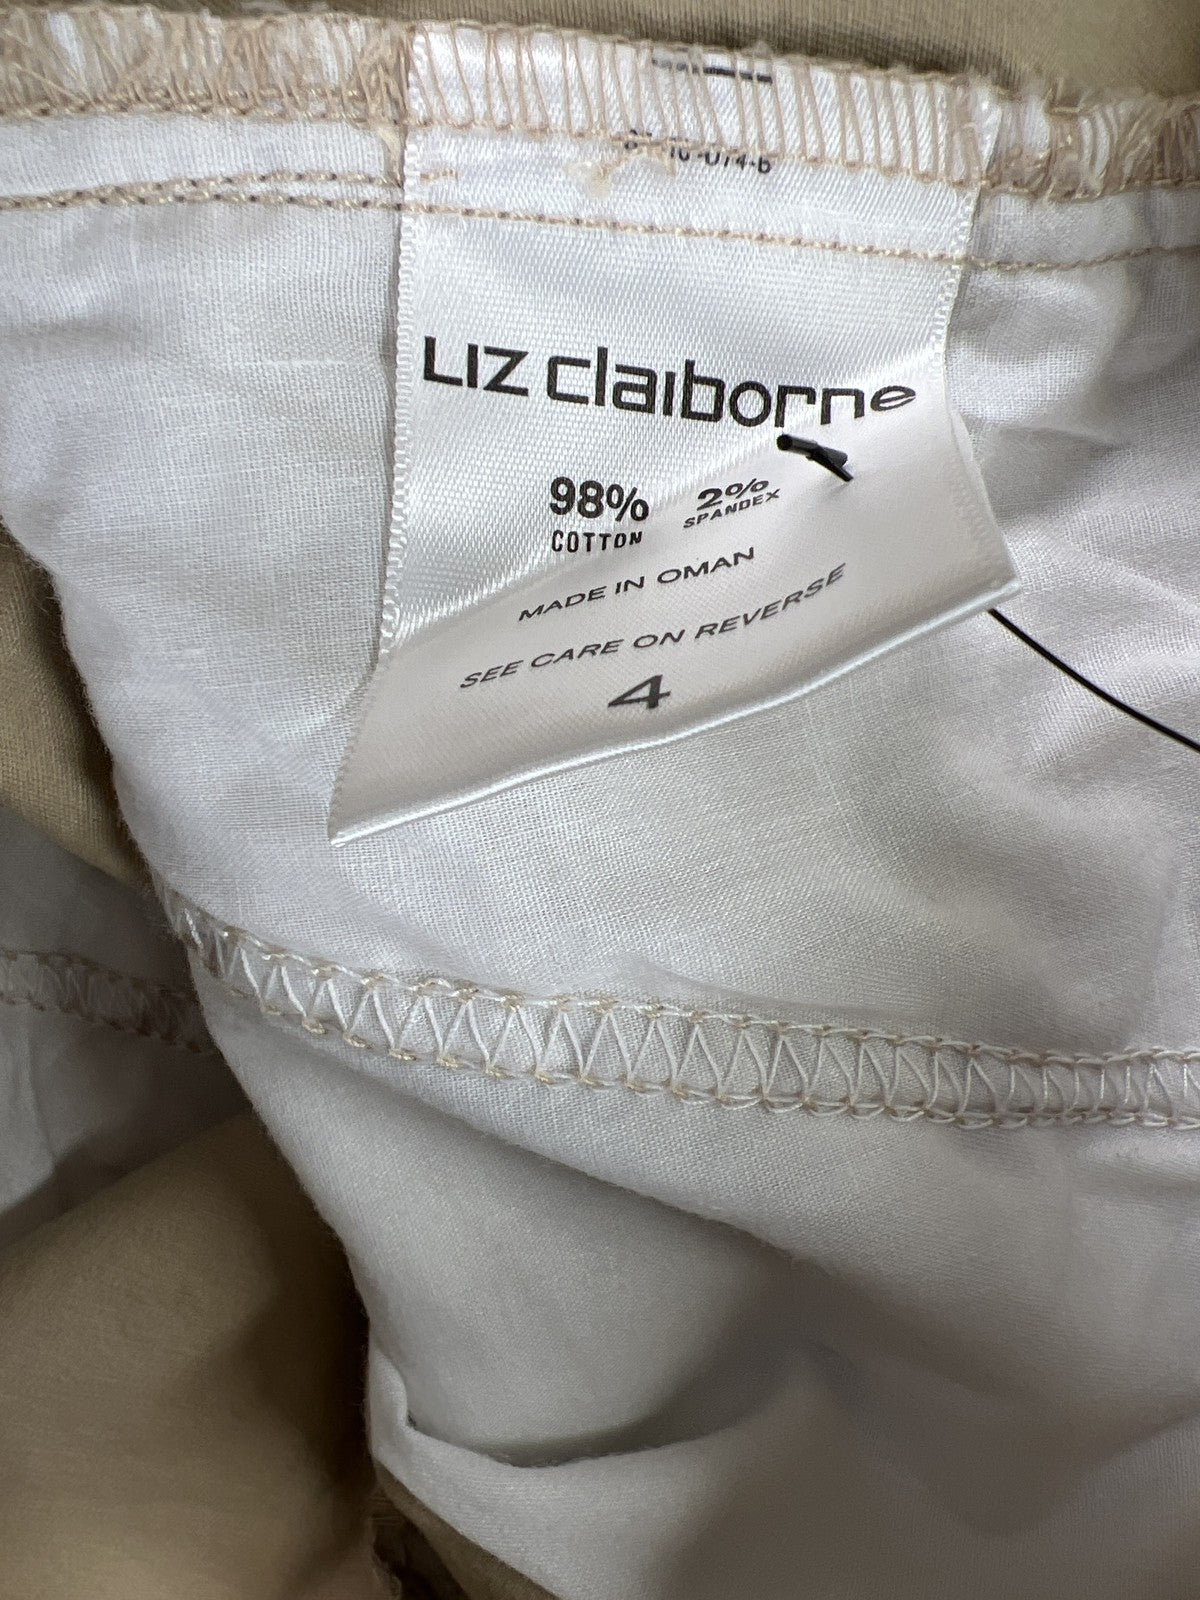 LIZ claiborne
98% 2%
COTTON SPANDEX
MADE IN OMAN
SEE CARE ON REVERSE
4